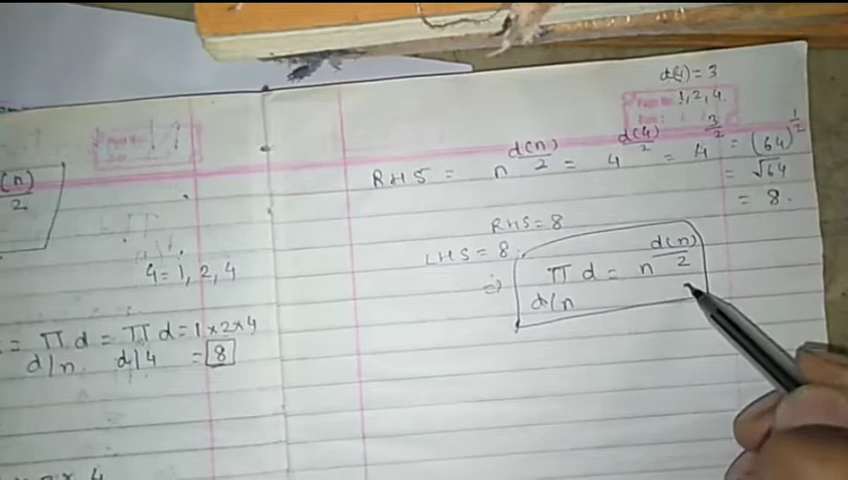 (n)
2
4 = 1, 2, 4
= Π d = Π d = 1 x 2 x 4
d/n d/4 = 8
d(4) = 3
1, 2, 4.
RHS = n^d(n)/2 = 4^d(4)/2 = 4^3/2 = (64)^1/2
= √64
= 8.
RHS = 8
LHS = 8.
⇒ Π d = n^d(n)/2
d/n